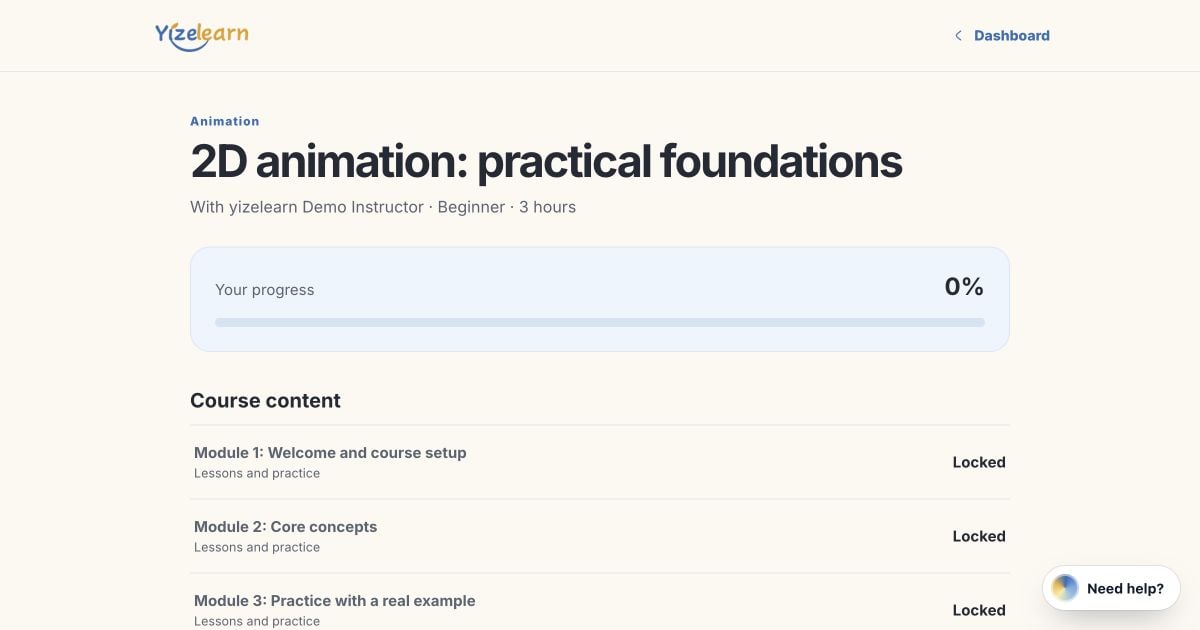 Yizelearn
Dashboard
Animation
2D animation: practical foundations
With yizelearn Demo Instructor · Beginner · 3 hours
Your progress
0%
Course content
Module 1: Welcome and course setup
Lessons and practice
Locked
Module 2: Core concepts
Lessons and practice
Locked
Module 3: Practice with a real example
Lessons and practice
Locked
Need help?